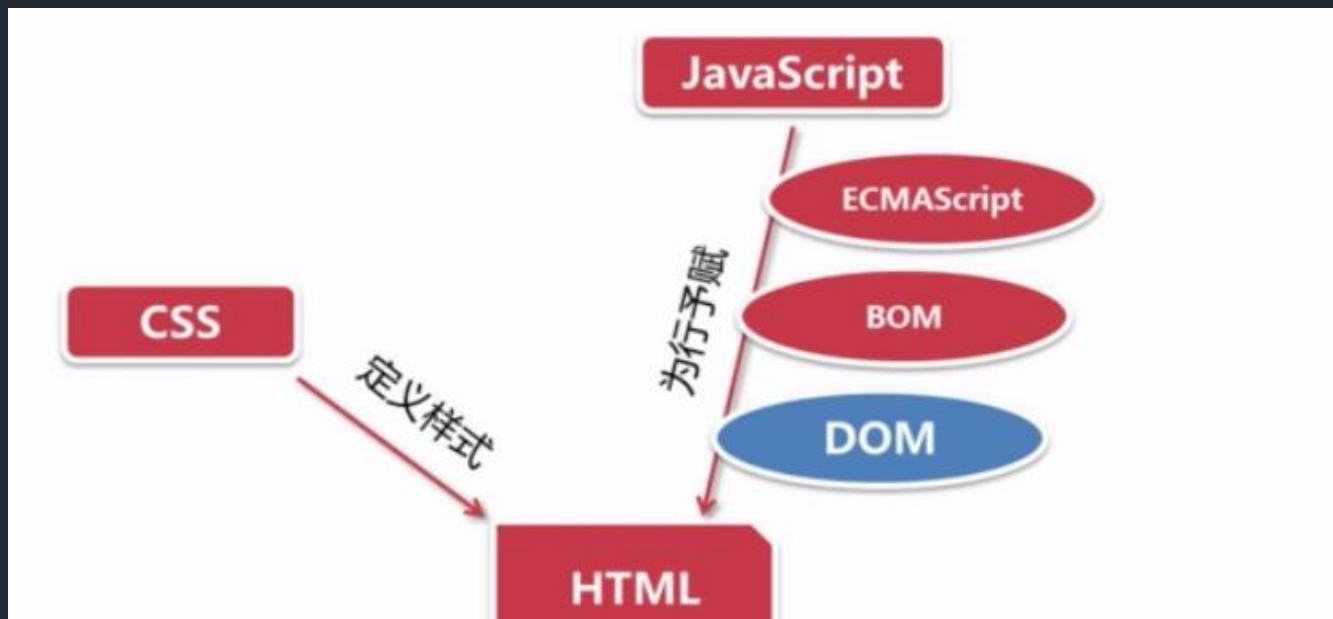 JavaScript
ECMAScript
赋予行为
BOM
CSS
定义样式
DOM
HTML